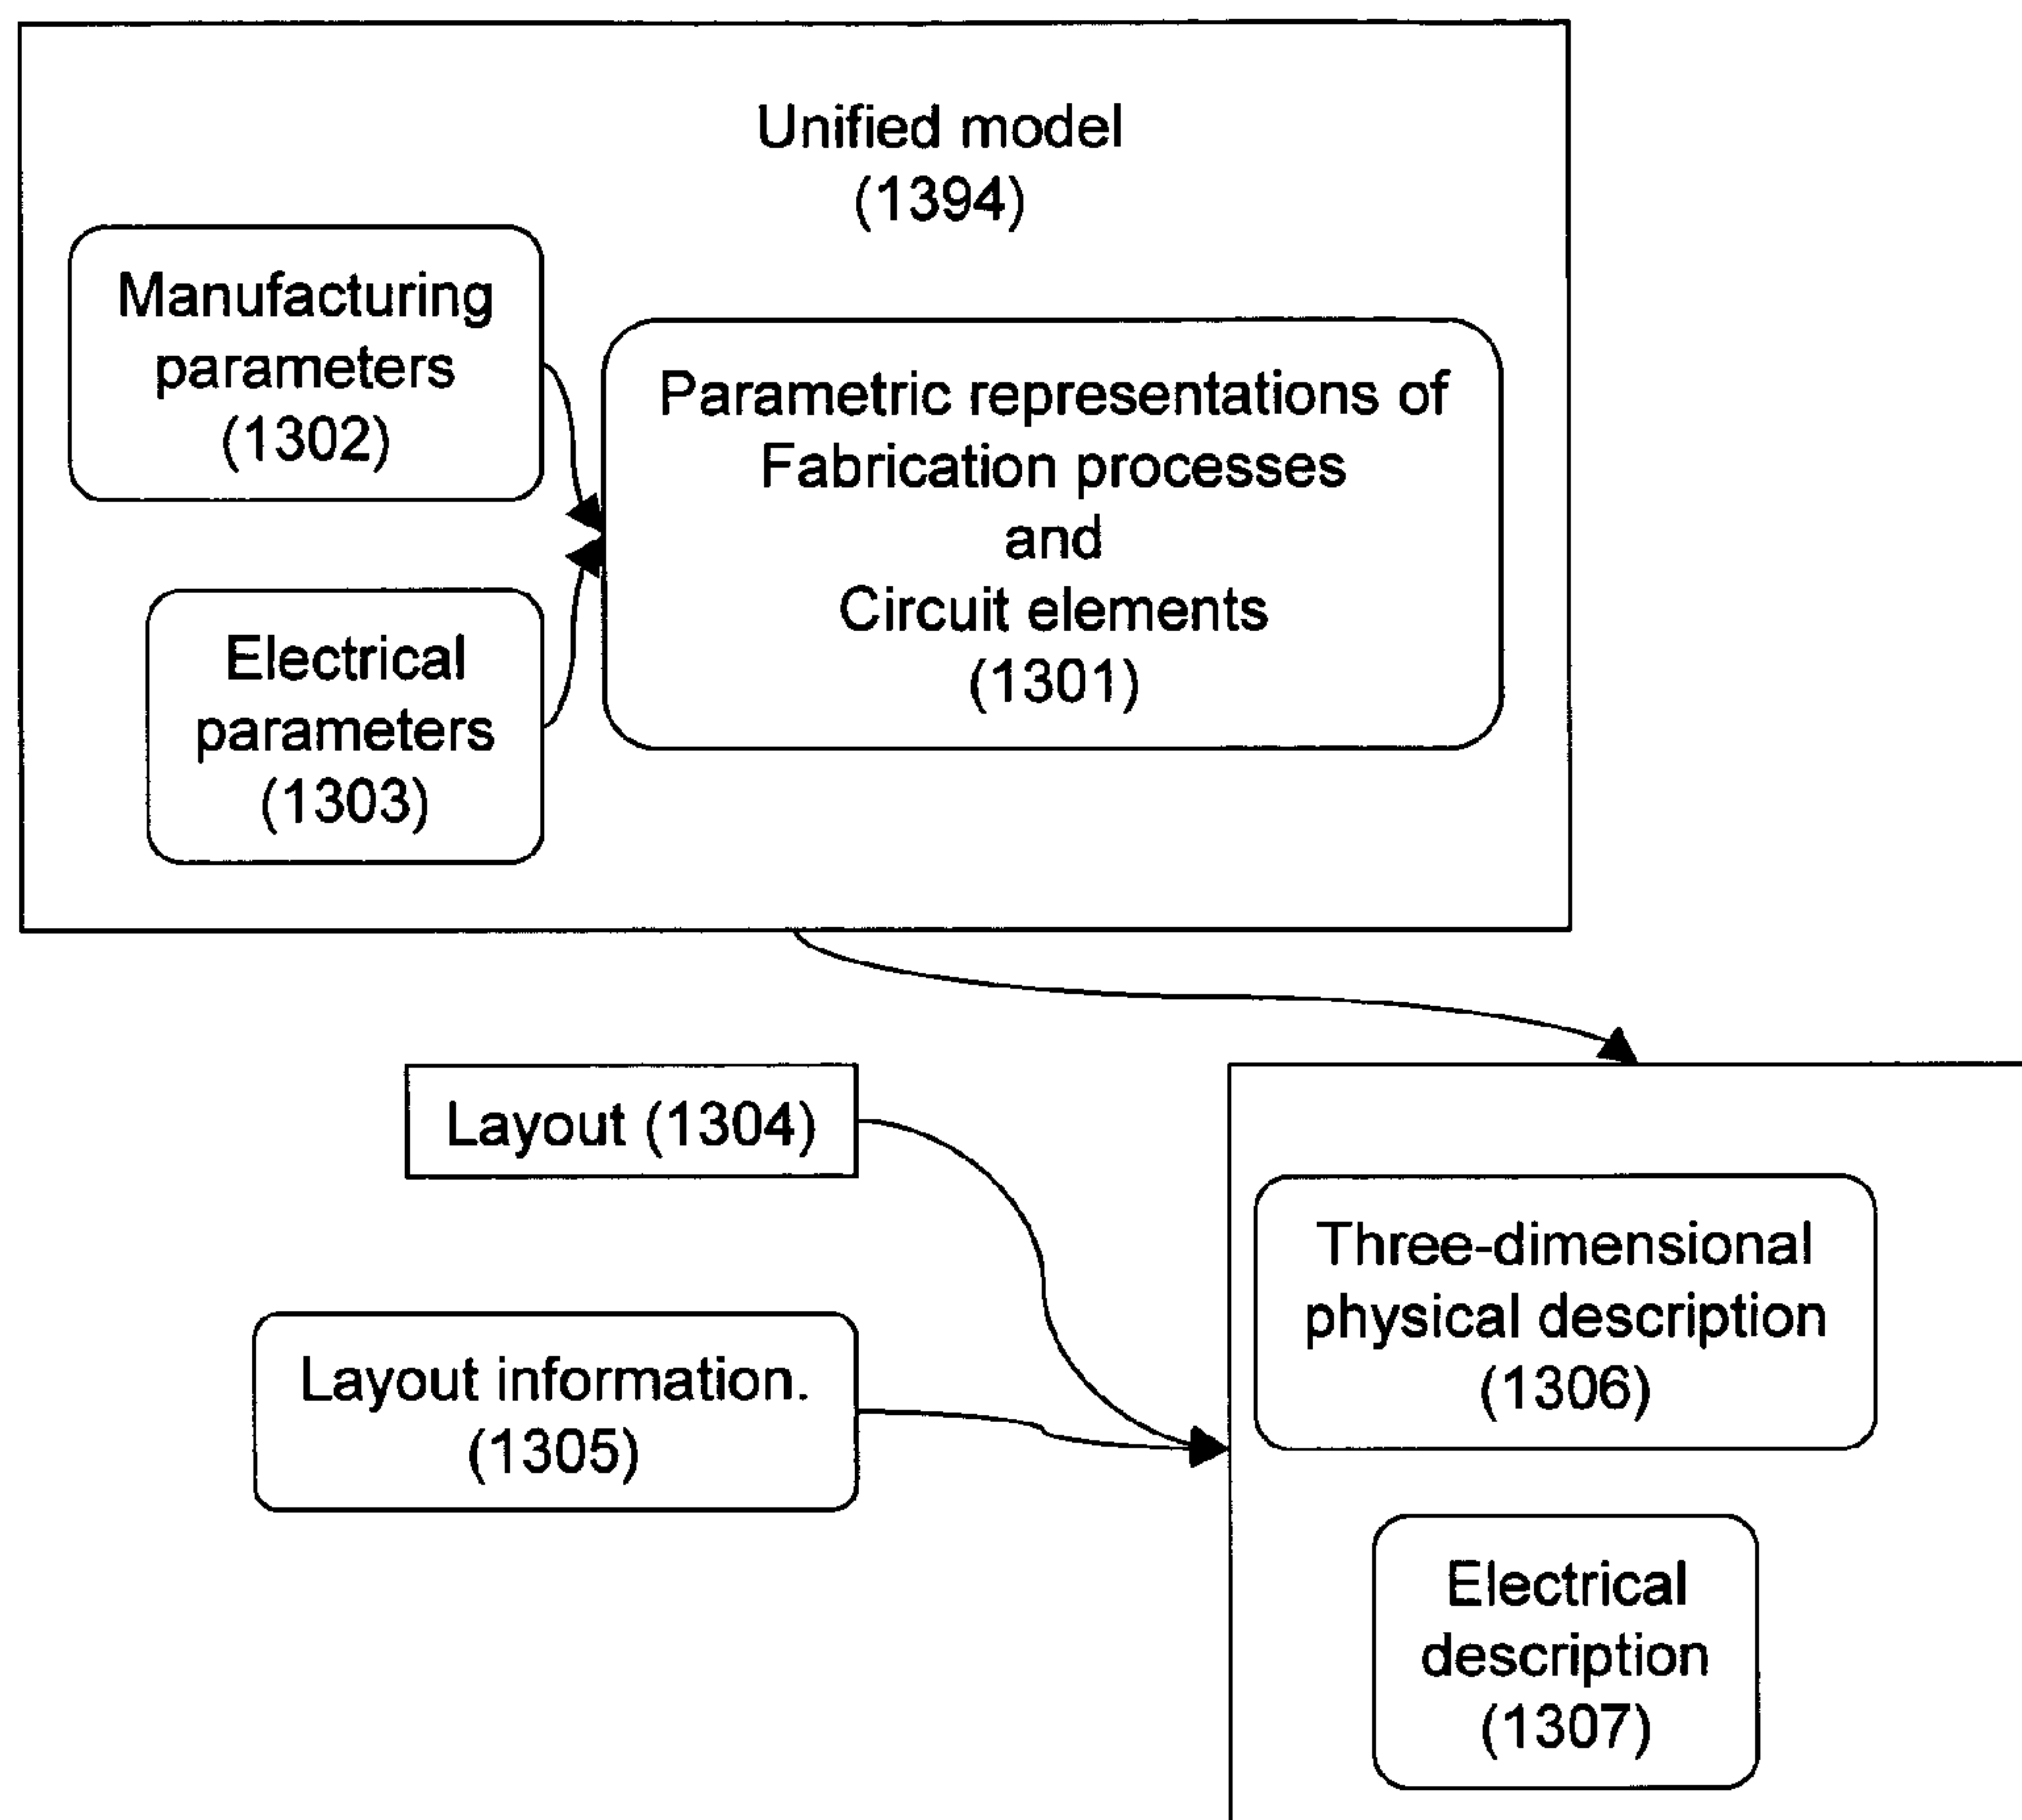 Unified model
(1394)
Manufacturing
parameters
(1302)
Parametric representations of
Fabrication processes
and
Circuit elements
(1301)
Electrical
parameters
(1303)
Layout (1304)
Layout information.
(1305)
Three-dimensional
physical description
(1306)
Electrical
description
(1307)